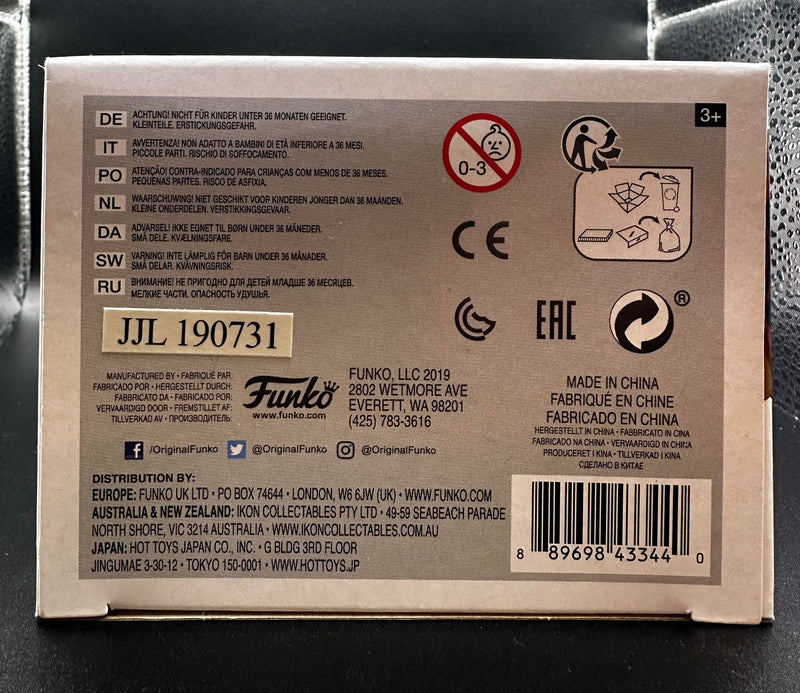 DE ACHTUNG! NICHT FÜR KINDER UNTER 36 MONATEN GEEIGNET.
KLEINTEILE. ERSTICKUNGSGEFAHR.
IT AVVERTENZA! NON ADATTO A BAMBINI DI ETÀ INFERIORE A 36 MESI.
PICCOLE PARTI. RISCHIO DI SOFFOCAMENTO.
PO ATENÇÃO! CONTRA-INDICADO PARA CRIANÇAS COM MENOS DE 36 MESES.
PEQUENAS PARTES. RISCO DE ASFIXIA.
NL WAARSCHUWING! NIET GESCHIKT VOOR KINDEREN JONGER DAN 36 MAANDEN.
KLEINE ONDERDELEN. VERSTIKKINGSGEVAAR.
DA ADVARSEL! IKKE EGNET TIL BØRN UNDER 36 MÅNEDER.
SMÅ DELE. KVÆLNINGSFARE.
SW VARNING! INTE LÄMPLIG FÖR BARN UNDER 36 MÅNADER.
SMÅ DELAR. KVÄVNINGSRISK.
RU ВНИМАНИЕ! НЕ ПРИГОДНО ДЛЯ ДЕТЕЙ МЛАДШЕ 36 МЕСЯЦЕВ.
МЕЛКИЕ ЧАСТИ. ОПАСНОСТЬ УДУШЬЯ.
0-3
3+
CE
EAC
®
JJL 190731
MANUFACTURED BY • FABRIQUÉ PAR:
FABRICADO POR • HERGESTELLT DURCH:
FABBRICATO DA • FABRICADO POR:
VERVAARDIGD DOOR • FREMSTILLET AF:
TILLVERKAD AV • ПРОИЗВОДИТЕЛЬ:
Funko
www.funko.com
FUNKO, LLC 2019
2802 WETMORE AVE
EVERETT, WA 98201
(425) 783-3616
MADE IN CHINA
FABRIQUÉ EN CHINE
FABRICADO EN CHINA
HERGESTELLT IN CHINA • FABBRICATO IN CINA
FABRICADO NA CHINA • VERVAARDIGD IN CHINA
PRODUCERET I KINA • TILLVERKAD I KINA
СДЕЛАНО В КИТАЕ
/OriginalFunko @OriginalFunko @OriginalFunko
DISTRIBUTION BY:
EUROPE: FUNKO UK LTD • PO BOX 74644 • LONDON, W6 6JW (UK) • WWW.FUNKO.COM
AUSTRALIA & NEW ZEALAND: IKON COLLECTABLES PTY LTD • 49-59 SEABEACH PARADE
NORTH SHORE, VIC 3214 AUSTRALIA • WWW.IKONCOLLECTABLES.COM.AU
JAPAN: HOT TOYS JAPAN CO., INC. • G BLDG 3RD FLOOR
JINGUMAE 3-30-12 • TOKYO 150-0001 • WWW.HOTTOYS.JP
8 89698 43344 0